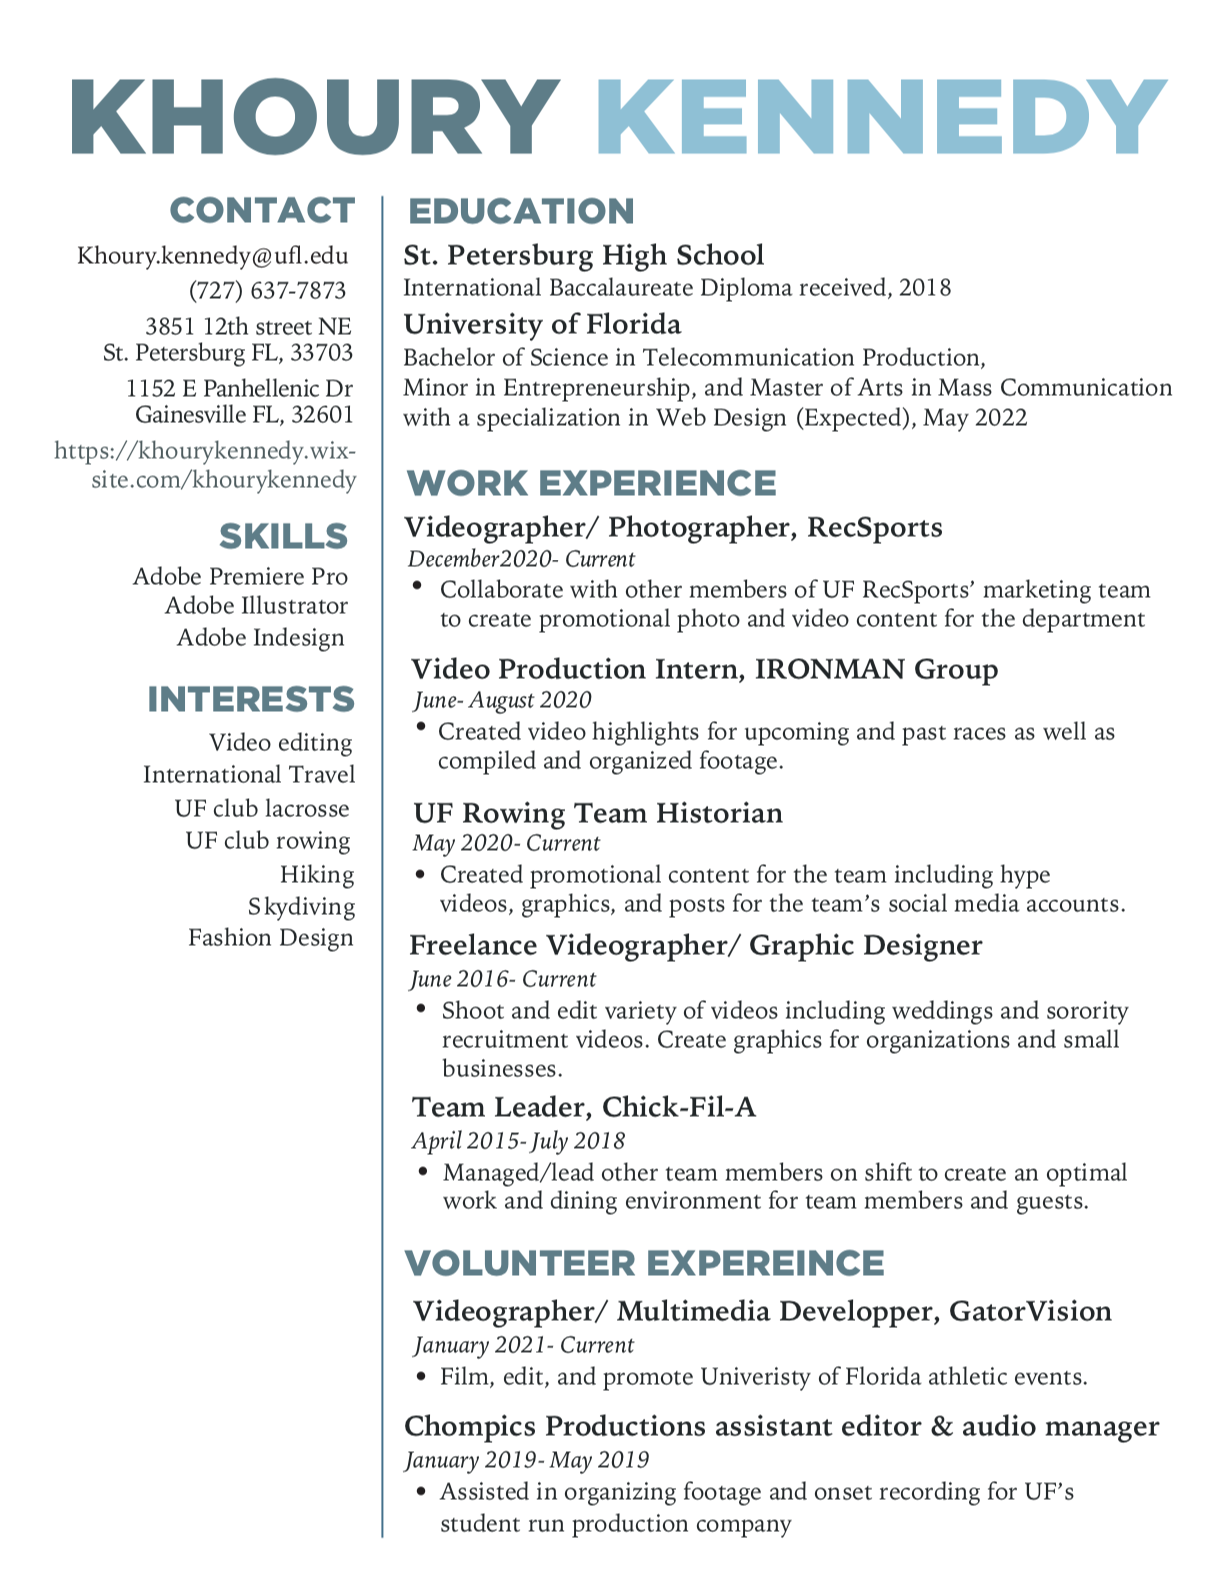 KHOURY KENNEDY
CONTACT
Khoury.kennedy@ufl.edu
(727) 637-7873
3851 12th street NE
St. Petersburg FL, 33703
1152 E Panhellenic Dr
Gainesville FL, 32601
https://khourykennedy.wix-
site.com/khourykennedy
SKILLS
Adobe Premiere Pro
Adobe Illustrator
Adobe Indesign
INTERESTS
Video editing
International Travel
UF club lacrosse
UF club rowing
Hiking
Skydiving
Fashion Design
EDUCATION
St. Petersburg High School
International Baccalaureate Diploma received, 2018
University of Florida
Bachelor of Science in Telecommunication Production,
Minor in Entrepreneurship, and Master of Arts in Mass Communication
with a specialization in Web Design (Expected), May 2022
WORK EXPERIENCE
Videographer/ Photographer, RecSports
December2020- Current
• Collaborate with other members of UF RecSports’ marketing team
to create promotional photo and video content for the department
Video Production Intern, IRONMAN Group
June- August 2020
• Created video highlights for upcoming and past races as well as
compiled and organized footage.
UF Rowing Team Historian
May 2020- Current
• Created promotional content for the team including hype
videos, graphics, and posts for the team’s social media accounts.
Freelance Videographer/ Graphic Designer
June 2016- Current
• Shoot and edit variety of videos including weddings and sorority
recruitment videos. Create graphics for organizations and small
businesses.
Team Leader, Chick-Fil-A
April 2015- July 2018
• Managed/lead other team members on shift to create an optimal
work and dining environment for team members and guests.
VOLUNTEER EXPEREINCE
Videographer/ Multimedia Developper, GatorVision
January 2021- Current
• Film, edit, and promote Univeristy of Florida athletic events.
Chompics Productions assistant editor & audio manager
January 2019- May 2019
• Assisted in organizing footage and onset recording for UF’s
student run production company